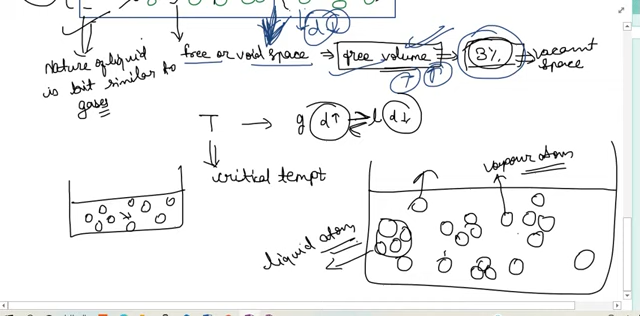 d↓
Nature of liquid
is bit similar to
gases
free or void space → free volume → 3% → vacant
space
T ↑
T → g d↑ ⇌ l d↓
critical tempt
vapour atoms
liquid atoms